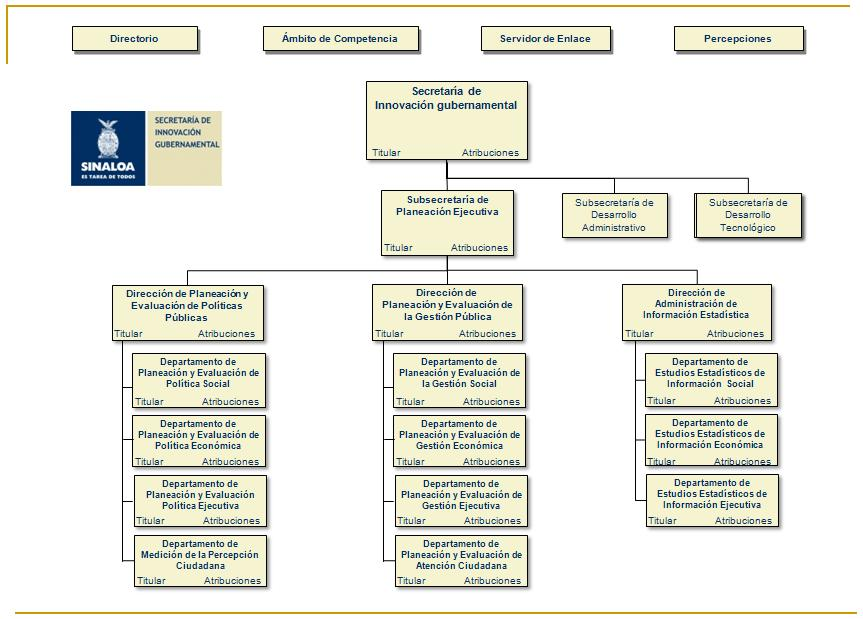 Directorio
Ámbito de Competencia
Servidor de Enlace
Percepciones
SINALOA
ES TAREA DE TODOS
SECRETARÍA DE
INNOVACIÓN
GUBERNAMENTAL
Secretaría de
Innovación gubernamental
Titular Atribuciones
Subsecretaría de
Planeación Ejecutiva
Titular Atribuciones
Subsecretaría de
Desarrollo
Administrativo
Subsecretaría de
Desarrollo
Tecnológico
Dirección de Planeación y
Evaluación de Políticas
Públicas
Titular Atribuciones
Departamento de
Planeación y Evaluación de
Política Social
Titular Atribuciones
Departamento de
Planeación y Evaluación de
Política Económica
Titular Atribuciones
Departamento de
Planeación y Evaluación
Política Ejecutiva
Titular Atribuciones
Departamento de
Medición de la Percepción
Ciudadana
Titular Atribuciones
Dirección de
Planeación y Evaluación de
la Gestión Pública
Titular Atribuciones
Departamento de
Planeación y Evaluación de
la Gestión Social
Titular Atribuciones
Departamento de
Planeación y Evaluación de
Gestión Económica
Titular Atribuciones
Departamento de
Planeación y Evaluación de
Gestión Ejecutiva
Titular Atribuciones
Departamento de
Planeación y Evaluación de
Atención Ciudadana
Titular Atribuciones
Dirección de
Administración de
Información Estadística
Titular Atribuciones
Departamento de
Estudios Estadísticos de
Información Social
Titular Atribuciones
Departamento de
Estudios Estadísticos de
Información Económica
Titular Atribuciones
Departamento de
Estudios Estadísticos de
Información Ejecutiva
Titular Atribuciones